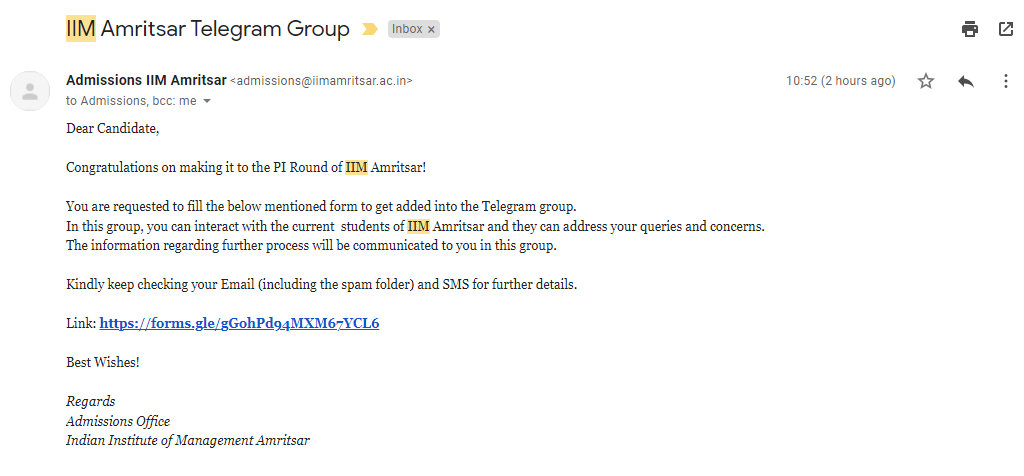 IIM Amritsar Telegram Group
Inbox ×
Admissions IIM Amritsar <admissions@iimamritsar.ac.in>
10:52 (2 hours ago)
to Admissions, bcc: me
Dear Candidate,
Congratulations on making it to the PI Round of IIM Amritsar!
You are requested to fill the below mentioned form to get added into the Telegram group.
In this group, you can interact with the current students of IIM Amritsar and they can address your queries and concerns.
The information regarding further process will be communicated to you in this group.
Kindly keep checking your Email (including the spam folder) and SMS for further details.
Link: https://forms.gle/gGohPd94MXM67YCL6
Best Wishes!
Regards
Admissions Office
Indian Institute of Management Amritsar